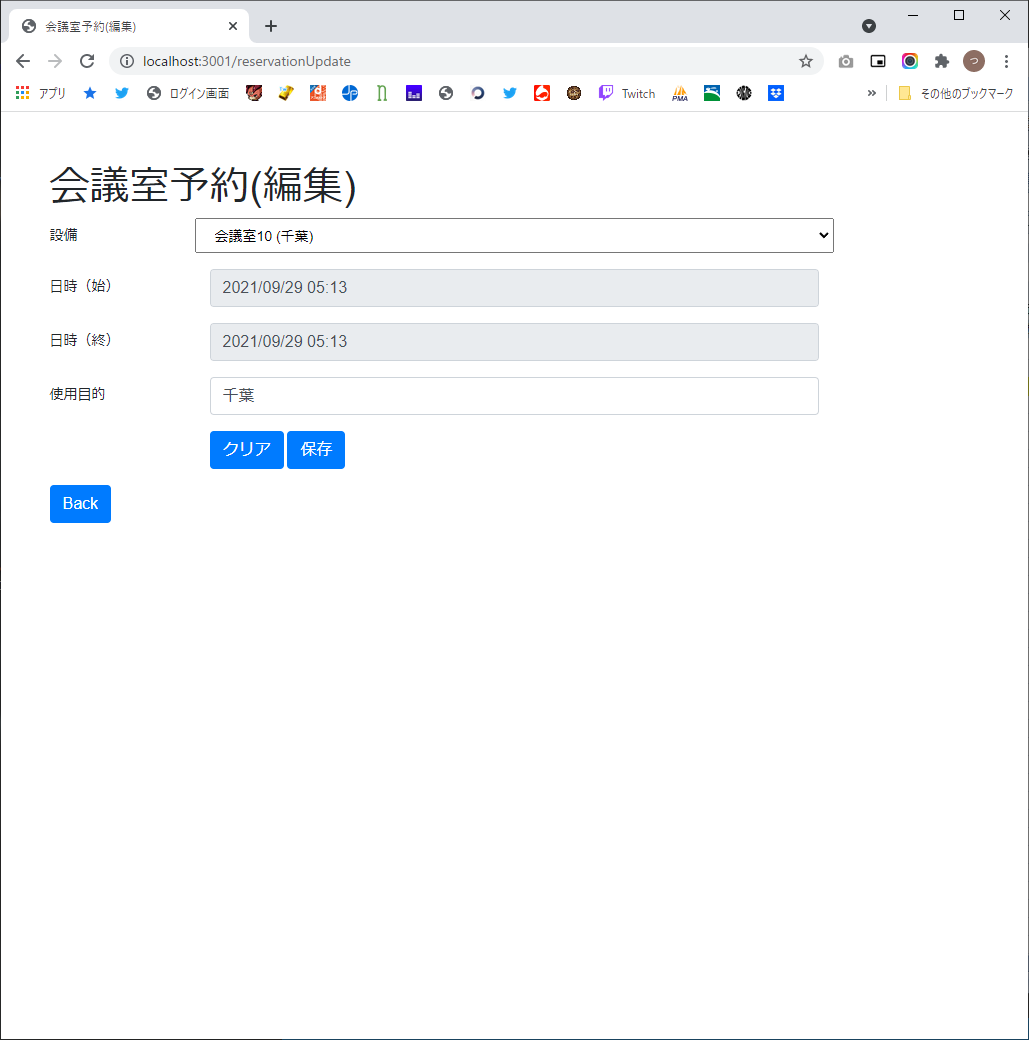 会議室予約(編集)
localhost:3001/reservationUpdate
つ
アプリ
ログイン画面
Twitch
PMA
その他のブックマーク
会議室予約(編集)
設備
会議室10 (千葉)
日時（始）
2021/09/29 05:13
日時（終）
2021/09/29 05:13
使用目的
千葉
クリア 保存
Back